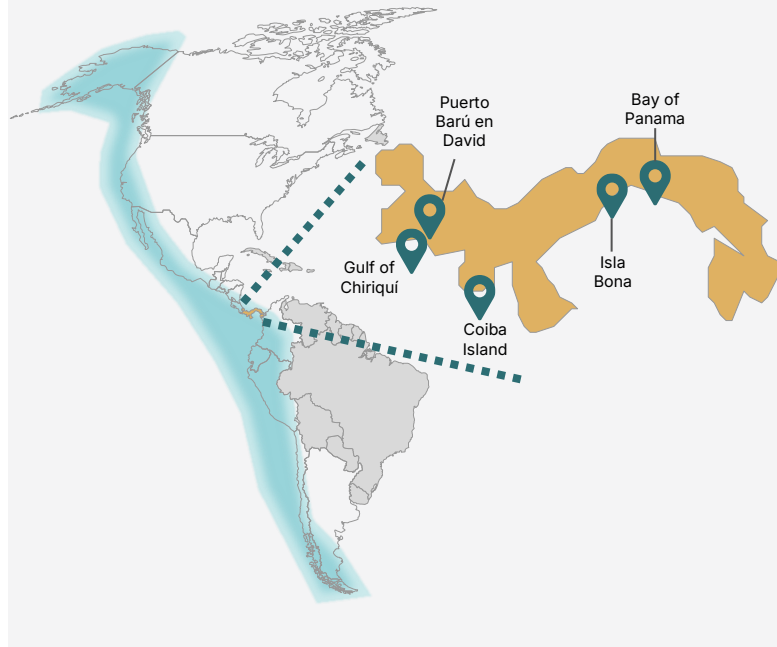 Puerto
Barú en
David
Bay of
Panama
Gulf of
Chiriquí
Isla
Bona
Coiba
Island